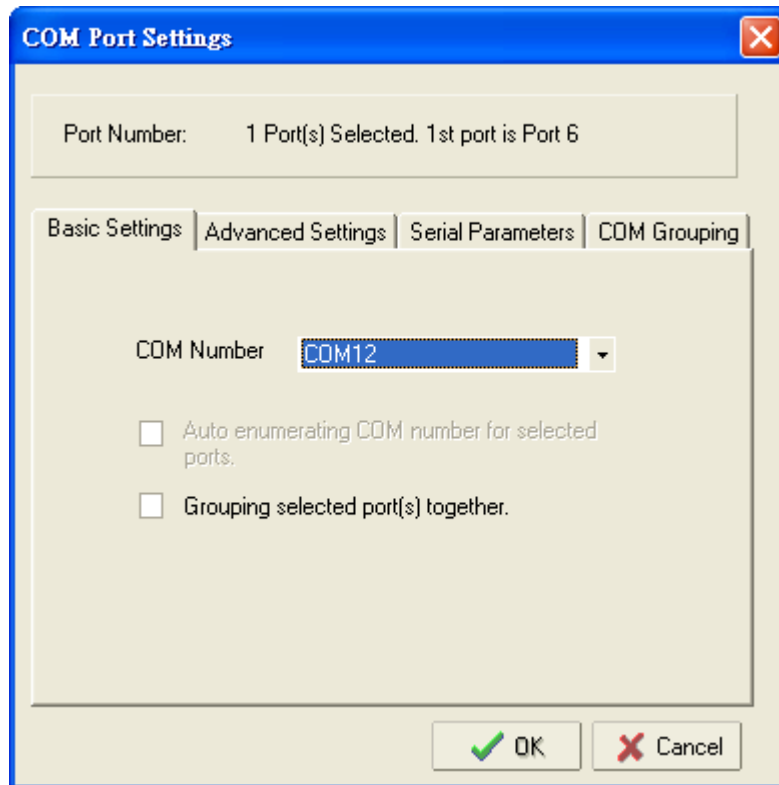 COM Port Settings
Port Number: 1 Port(s) Selected. 1st port is Port 6
Basic Settings Advanced Settings Serial Parameters COM Grouping
COM Number COM12
Auto enumerating COM number for selected
ports.
Grouping selected port(s) together.
OK Cancel